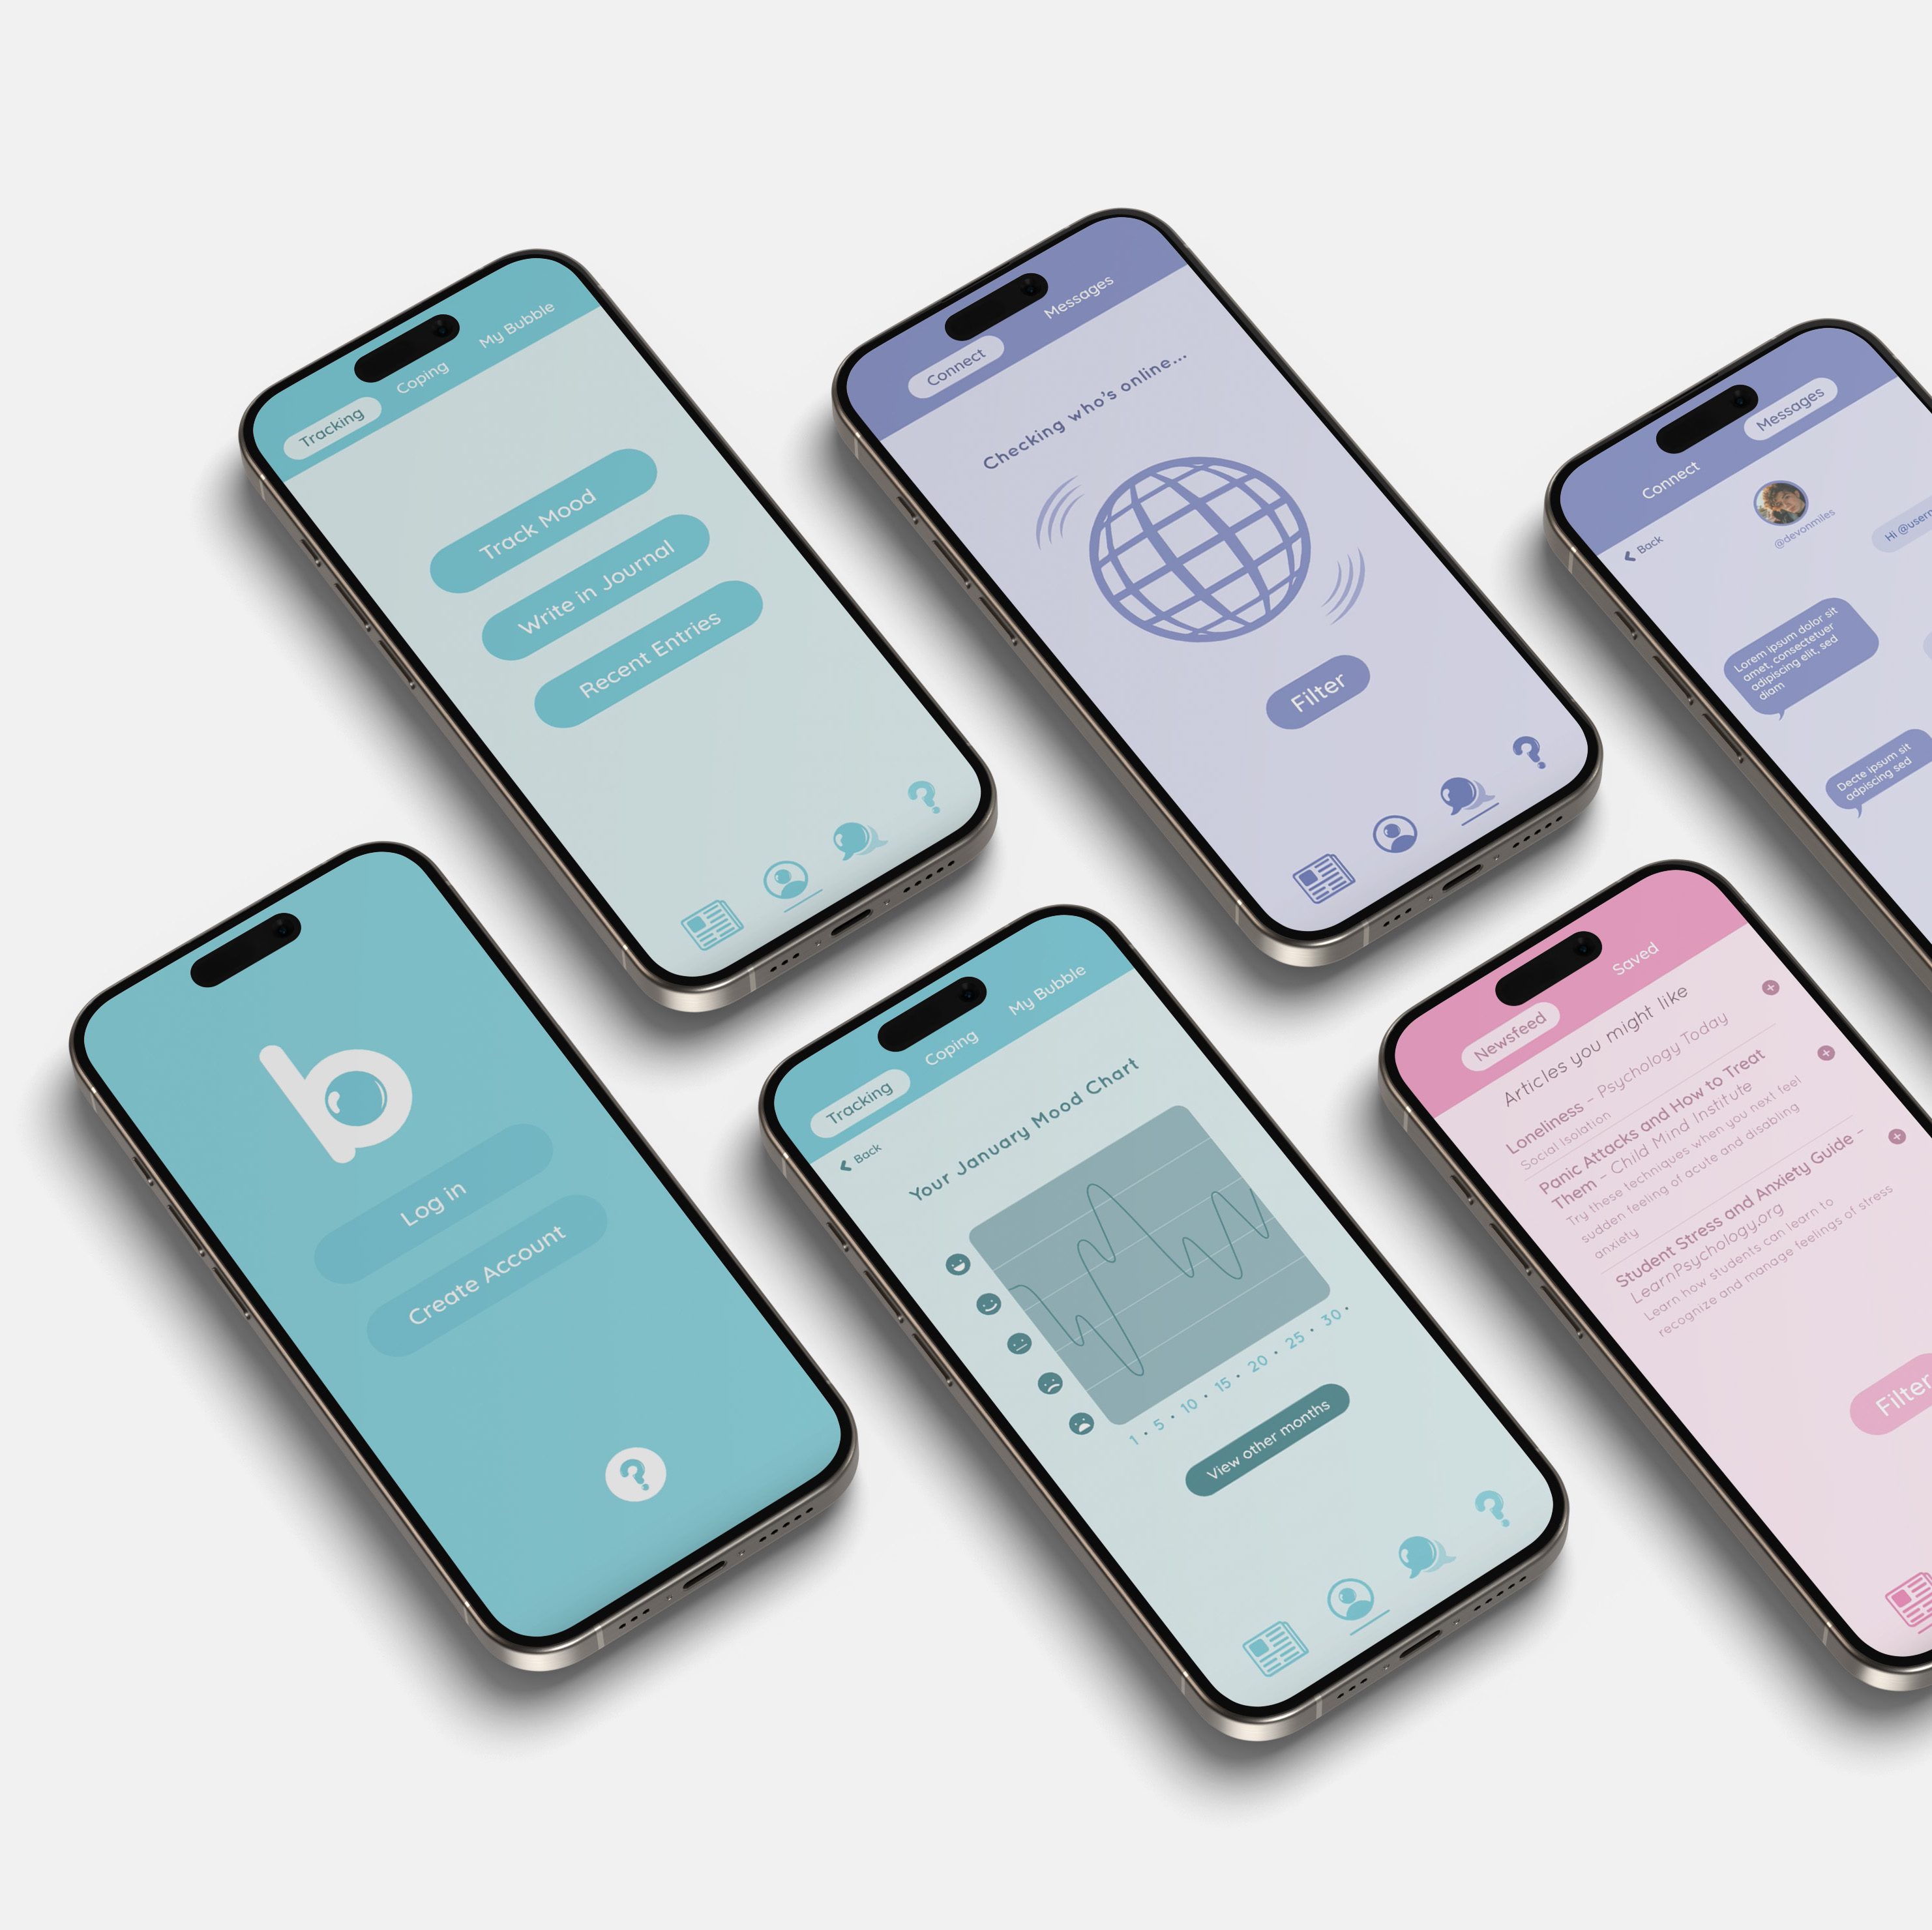 Tracking
Coping
My Bubble
Track Mood
Write in Journal
Recent Entries
Connect
Messages
Checking who's online...
Filter
Connect
Messages
Back
@devonmiles
Hi
Lorem ipsum dolor sit
amet, consectetuer
adipiscing elit, sed
diam
Decte ipsum sit
adpiscing sed
b
Log in
Create Account
?
Tracking
Coping
My Bubble
Back
Your January Mood Chart
1 • 5 • 10 • 15 • 20 • 25 • 30 •
View other months
Newsfeed
Saved
Articles you might like
Loneliness – Psychology Today
Social Isolation
Panic Attacks and How to Treat
Them – Child Mind Institute
Try these techniques when you next feel
sudden feeling of acute and disabling
anxiety
Student Stress and Anxiety Guide –
LearnPsychology.org
Learn how students can learn to
recognize and manage feelings of stress
Filter